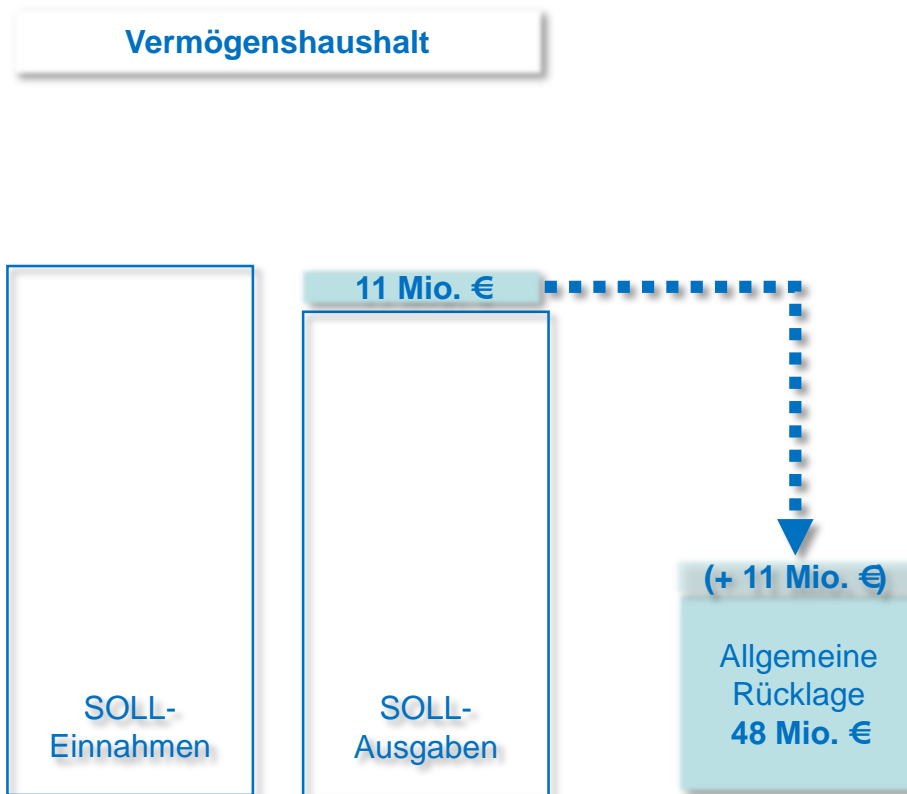 Vermögenshaushalt
11 Mio. €
(+ 11 Mio. €)
Allgemeine
Rücklage
48 Mio. €
SOLL-
Einnahmen
SOLL-
Ausgaben